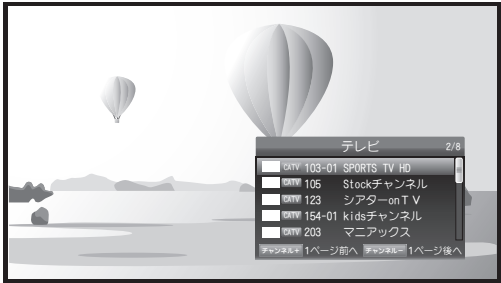 テレビ 2/8
CATV 103-01 SPORTS TV HD
CATV 105 Stockチャンネル
CATV 123 シアターonTV
CATV 154-01 kidsチャンネル
CATV 203 マニアックス
チャンネル+ 1ページ前へ チャンネル− 1ページ後へ